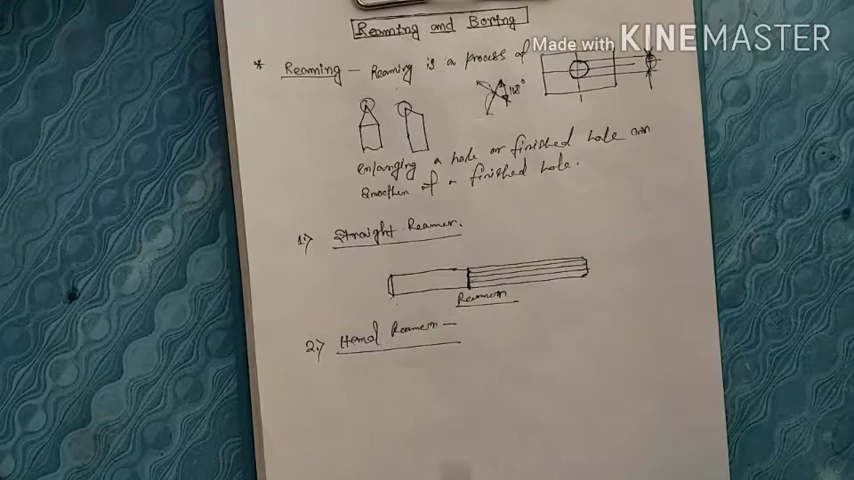 Reaming and Boring
Made with KINEMASTER
* Reaming — Reaming is a process of
118°
enlarging a hole or finished hole
Smoothen of a finished hole.
1.) Straight Reamer.
Reamer
2.) Hand Reamer —